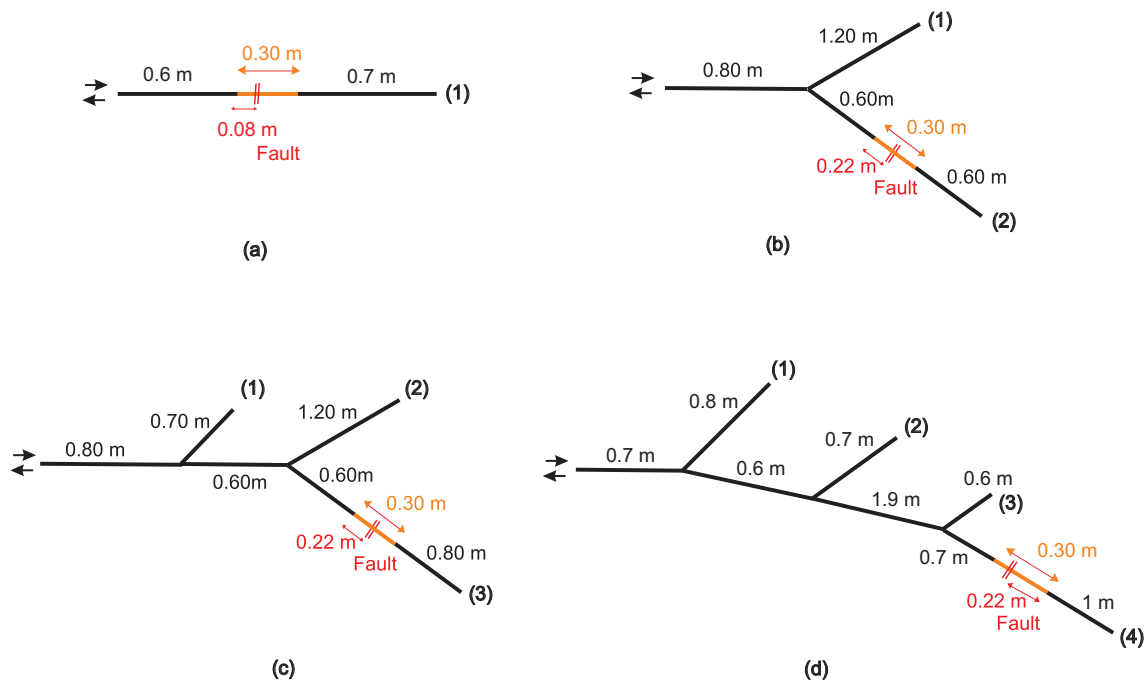 0.30 m
0.6 m
0.7 m
(1)
0.08 m
Fault
(a)
(1)
1.20 m
0.80 m
0.60m
0.30 m
0.22 m
Fault
0.60 m
(2)
(b)
(1)
(2)
0.70 m
1.20 m
0.80 m
0.60m
0.60m
0.30 m
0.22 m
Fault
0.80 m
(3)
(c)
(1)
0.8 m
(2)
0.7 m
0.7 m
0.6 m
0.6 m
(3)
1.9 m
0.7 m
0.30 m
0.22 m
Fault
1 m
(4)
(d)